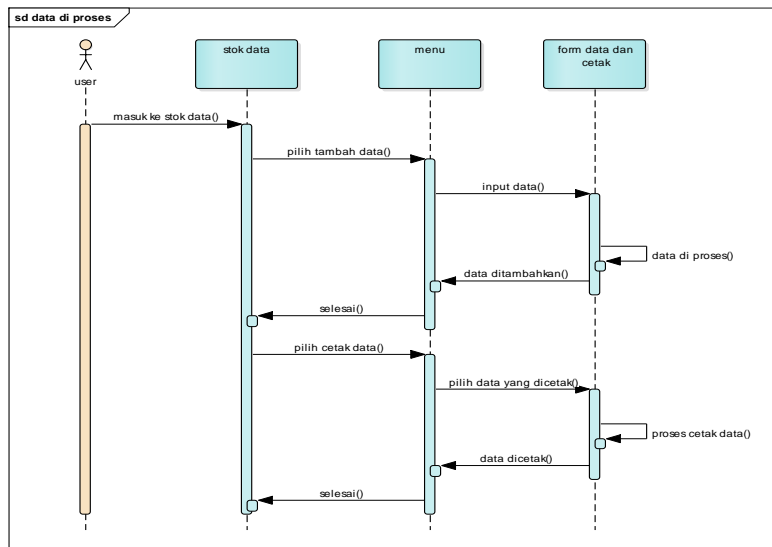 sd data di proses
user
stok data
menu
form data dan
cetak
masuk ke stok data()
pilih tambah data()
input data()
data di proses()
data ditambahkan()
selesai()
pilih cetak data()
pilih data yang dicetak()
proses cetak data()
data dicetak()
selesai()